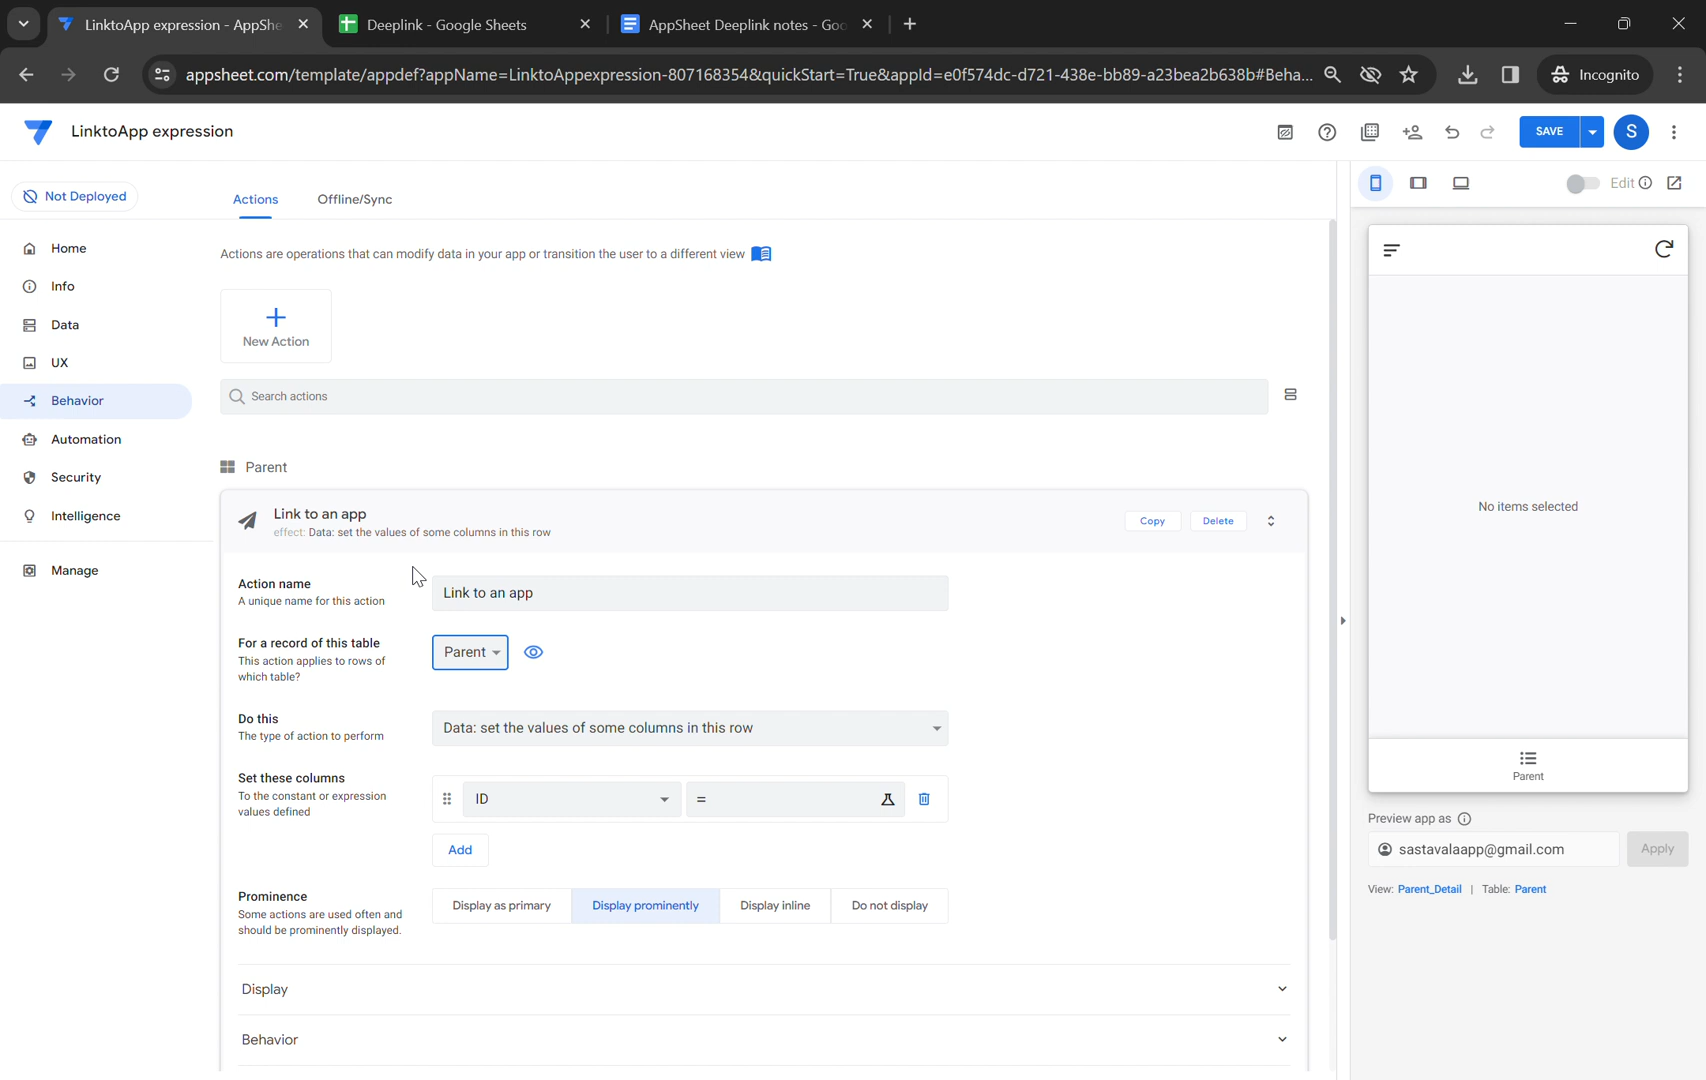 LinktoApp expression - AppShe
Deeplink - Google Sheets
AppSheet Deeplink notes - Goo
appsheet.com/template/appdef?appName=LinktoAppexpression-807168354&quickStart=True&appId=e0f574dc-d721-438e-bb89-a23bea2b638b#Beha...
Incognito
LinktoApp expression
SAVE
S
Not Deployed
Actions
Offline/Sync
Edit
Home
Info
Data
UX
Behavior
Automation
Security
Intelligence
Manage
Actions are operations that can modify data in your app or transition the user to a different view
New Action
Search actions
Parent
Link to an app
effect: Data: set the values of some columns in this row
Copy
Delete
Action name
A unique name for this action
Link to an app
For a record of this table
This action applies to rows of
which table?
Parent
Do this
The type of action to perform
Data: set the values of some columns in this row
Set these columns
To the constant or expression
values defined
ID
=
Add
Prominence
Some actions are used often and
should be prominently displayed.
Display as primary
Display prominently
Display inline
Do not display
Display
Behavior
No items selected
Parent
Preview app as
sastavalaapp@gmail.com
Apply
View: Parent_Detail | Table: Parent